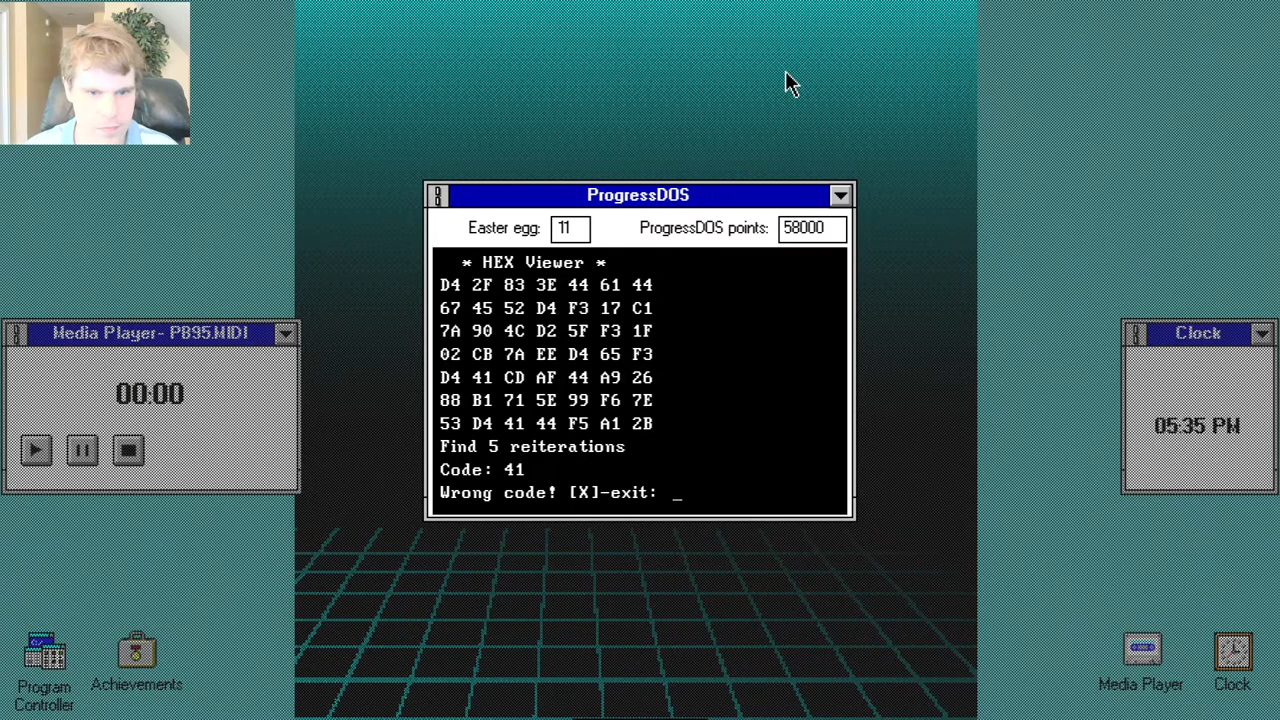 ProgressDOS
Easter egg: 11 ProgressDOS points: 58000
* HEX Viewer *
D4 2F 83 3E 44 61 44
67 45 52 D4 F3 17 C1
7A 90 4C D2 5F F3 1F
02 CB 7A EE D4 65 F3
D4 41 CD AF 44 A9 26
88 B1 71 5E 99 F6 7E
53 D4 41 44 F5 A1 2B
Find 5 reiterations
Code: 41
Wrong code! [X]-exit: _
Media Player- PB95.MIDI
00:00
Clock
05:35 PM
Program
Controller
Achievements
Media Player
Clock